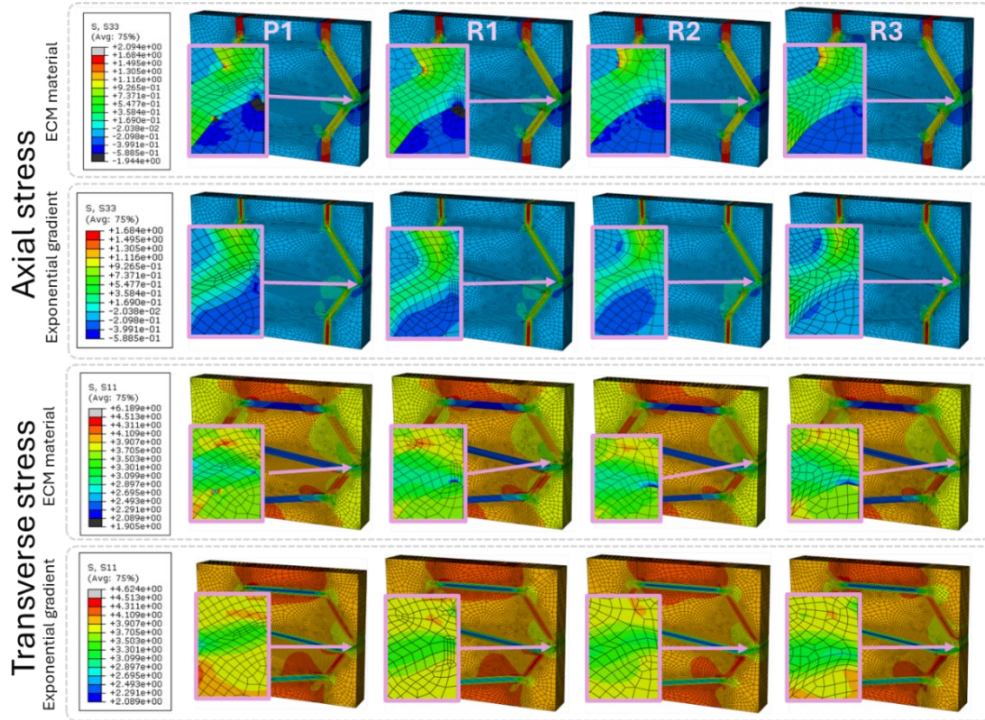 P1
R1
R2
R3
Axial stress
ECM material
S, S33
(Avg: 75%)
+2.094e+00
+1.684e+00
+1.495e+00
+1.305e+00
+1.116e+00
+9.265e-01
+7.371e-01
+5.477e-01
+3.584e-01
+1.690e-01
-2.038e-02
-2.098e-01
-3.991e-01
-5.885e-01
-1.944e+00
Exponential gradient
S, S33
(Avg: 75%)
+1.684e+00
+1.495e+00
+1.305e+00
+1.116e+00
+9.265e-01
+7.371e-01
+5.477e-01
+3.584e-01
+1.690e-01
-2.038e-02
-2.098e-01
-3.991e-01
-5.885e-01
Transverse stress
ECM material
S, S11
(Avg: 75%)
+6.189e+00
+4.513e+00
+4.311e+00
+4.109e+00
+3.907e+00
+3.705e+00
+3.503e+00
+3.301e+00
+3.099e+00
+2.897e+00
+2.695e+00
+2.493e+00
+2.291e+00
+2.089e+00
+1.905e+00
Exponential gradient
S, S11
(Avg: 75%)
+4.624e+00
+4.513e+00
+4.311e+00
+4.109e+00
+3.907e+00
+3.705e+00
+3.503e+00
+3.301e+00
+3.099e+00
+2.897e+00
+2.695e+00
+2.493e+00
+2.291e+00
+2.089e+00